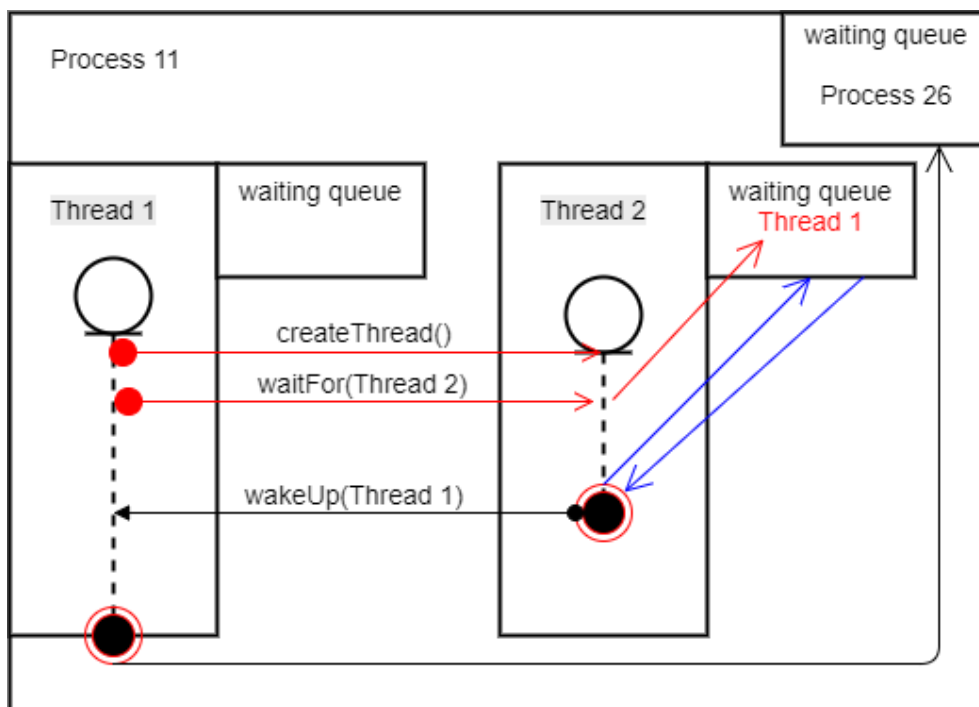 Process 11
waiting queue
Process 26
Thread 1
waiting queue
Thread 2
waiting queue
Thread 1
createThread()
waitFor(Thread 2)
wakeUp(Thread 1)